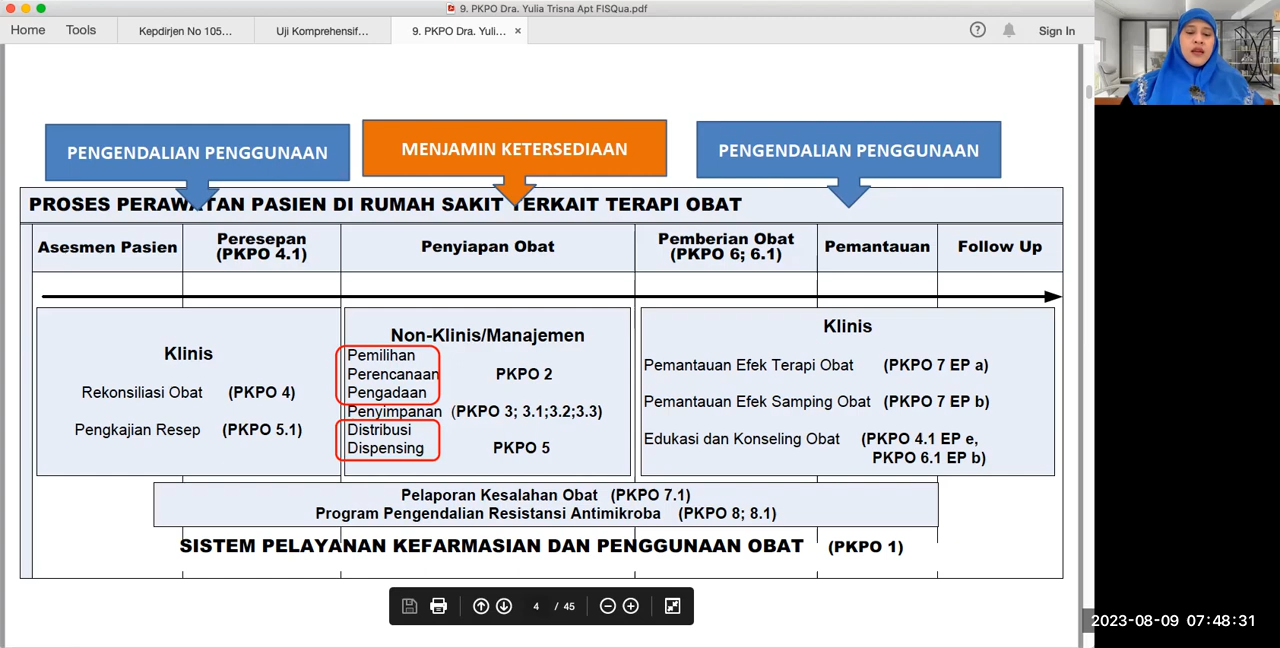 9. PKPO Dra. Yulia Trisna Apt FISQua.pdf
Home Tools Kepdirjen No 105... Uji Komprehensif... 9. PKPO Dra. Yuli... × Sign In
PENGENDALIAN PENGGUNAAN
MENJAMIN KETERSEDIAAN
PENGENDALIAN PENGGUNAAN
PROSES PERAWATAN PASIEN DI RUMAH SAKIT TERKAIT TERAPI OBAT
Asesmen Pasien
Peresepan
(PKPO 4.1)
Penyiapan Obat
Pemberian Obat
(PKPO 6; 6.1)
Pemantauan
Follow Up
Klinis
Rekonsiliasi Obat (PKPO 4)
Pengkajian Resep (PKPO 5.1)
Non-Klinis/Manajemen
Pemilihan
Perencanaan PKPO 2
Pengadaan
Penyimpanan (PKPO 3; 3.1;3.2;3.3)
Distribusi
Dispensing PKPO 5
Klinis
Pemantauan Efek Terapi Obat (PKPO 7 EP a)
Pemantauan Efek Samping Obat (PKPO 7 EP b)
Edukasi dan Konseling Obat (PKPO 4.1 EP e,
PKPO 6.1 EP b)
Pelaporan Kesalahan Obat (PKPO 7.1)
Program Pengendalian Resistansi Antimikroba (PKPO 8; 8.1)
SISTEM PELAYANAN KEFARMASIAN DAN PENGGUNAAN OBAT (PKPO 1)
4 / 45
2023-08-09 07:48:31